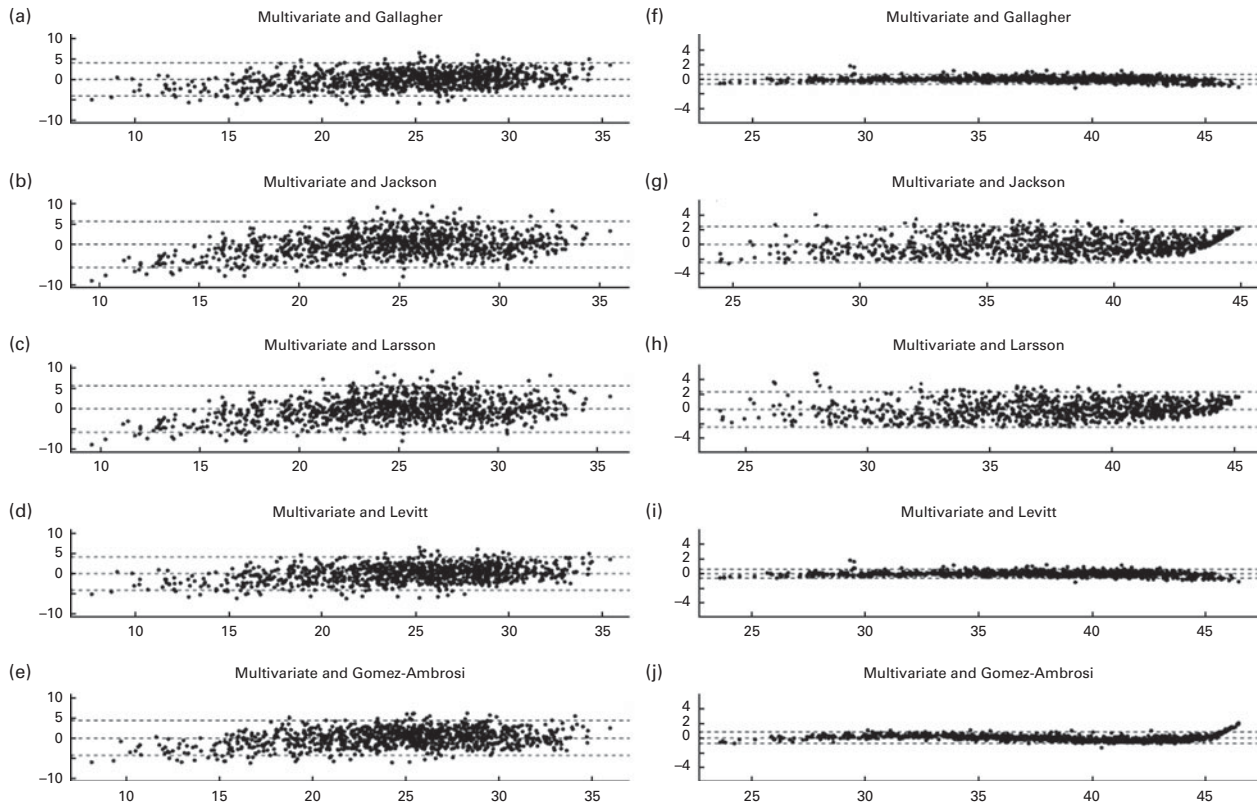 (a) Multivariate and Gallagher
10
5
0
−10
10 15 20 25 30 35
(f) Multivariate and Gallagher
4
2
0
−4
25 30 35 40 45
(b) Multivariate and Jackson
10
5
0
−10
10 15 20 25 30 35
(g) Multivariate and Jackson
4
2
0
−4
25 30 35 40 45
(c) Multivariate and Larsson
10
5
0
−10
10 15 20 25 30 35
(h) Multivariate and Larsson
4
2
0
−4
25 30 35 40 45
(d) Multivariate and Levitt
10
5
0
−10
10 15 20 25 30 35
(i) Multivariate and Levitt
4
2
0
−4
25 30 35 40 45
(e) Multivariate and Gomez-Ambrosi
10
5
0
−10
10 15 20 25 30 35
(j) Multivariate and Gomez-Ambrosi
4
2
0
−4
25 30 35 40 45